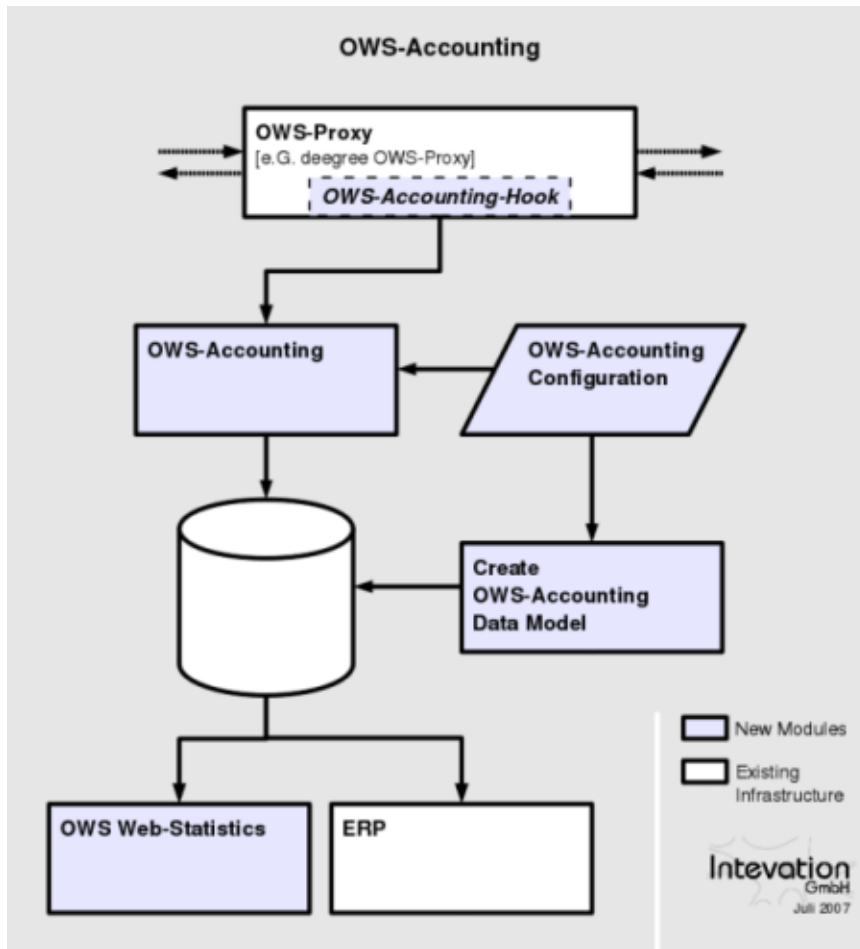 OWS-Accounting
OWS-Proxy
[e.G. deegree OWS-Proxy]
OWS-Accounting-Hook
OWS-Accounting
OWS-Accounting
Configuration
Create
OWS-Accounting
Data Model
OWS Web-Statistics
ERP
New Modules
Existing
Infrastructure
Intevation
GmbH
Juli 2007